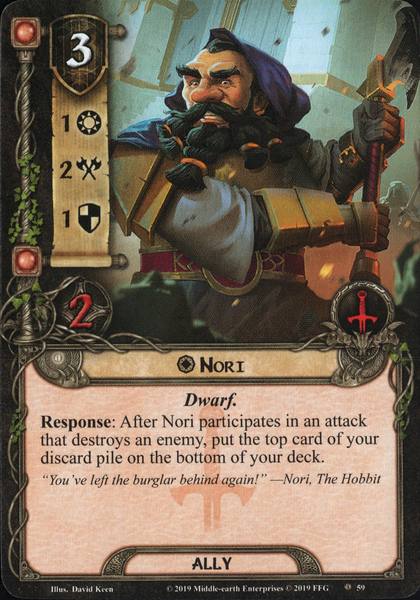 3
1
2
1
2
Nori
Dwarf.
Response: After Nori participates in an attack
that destroys an enemy, put the top card of your
discard pile on the bottom of your deck.
“You’ve left the burglar behind again!” —Nori, The Hobbit
ALLY
Illus. David Keen © 2019 Middle-earth Enterprises © 2019 FFG 59